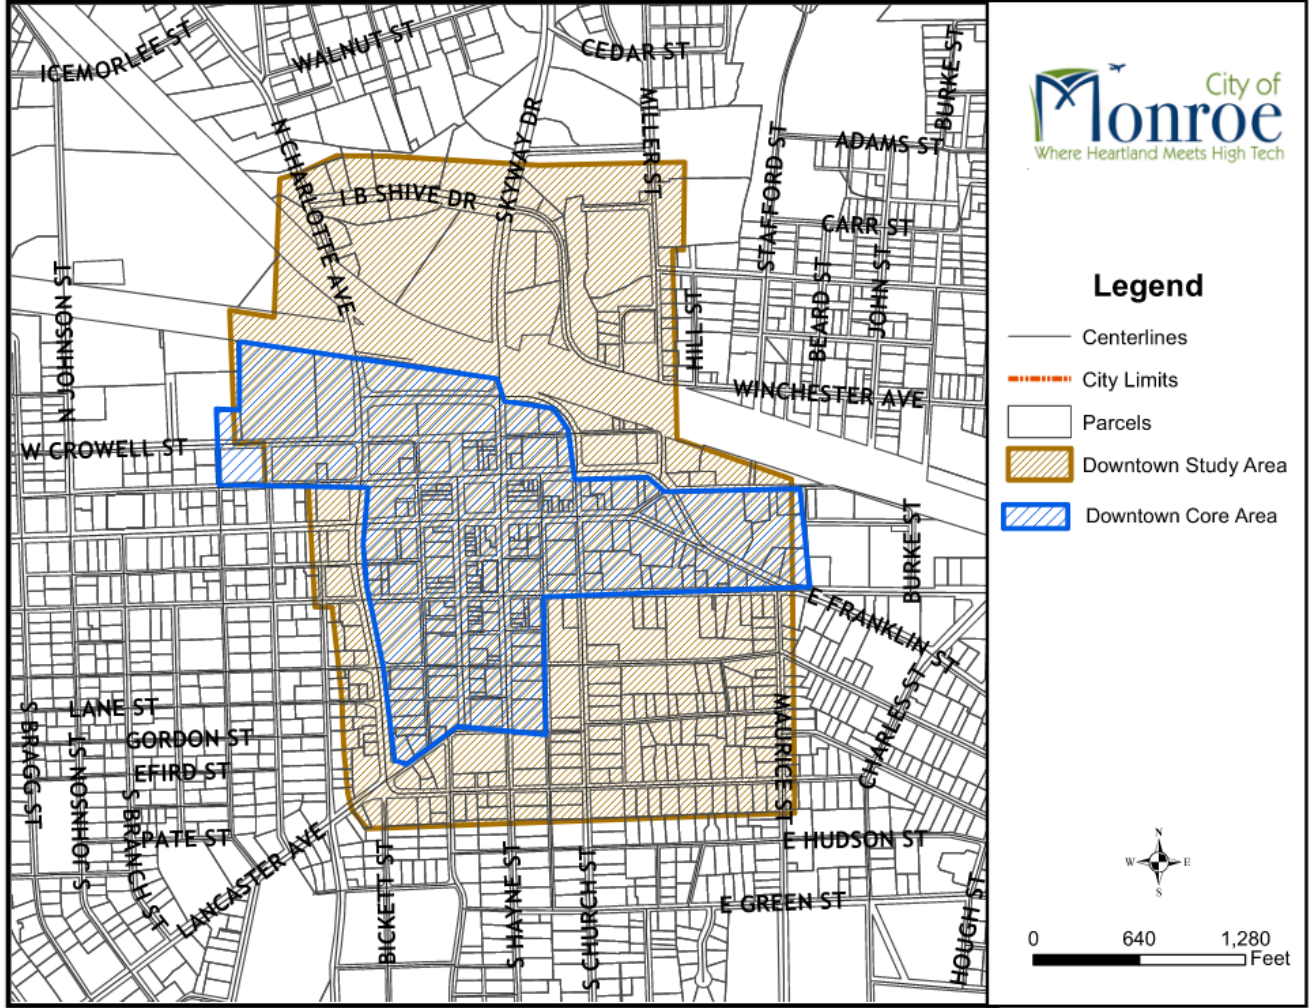 ICEMORLEE ST
WALNUT ST
CEDAR ST
BURKE ST
N CHARLOTTE AVE
SKYWAY DR
MILLER ST
STAFFORD ST
ADAMS ST
I B SHIVE DR
CARR ST
N JOHNSON ST
HILL ST
BEARD ST
JOHN ST
WINCHESTER AVE
W CROWELL ST
BURKE ST
E FRANKLIN ST
S BRAGG ST
LANE ST
GORDON ST
EFIRD ST
S JOHNSON ST
S BRANCH ST
PATE ST
LANCASTER AVE
BICKETT ST
S HAYNE ST
S CHURCH ST
MAURICE ST
CHARLES ST
E HUDSON ST
E GREEN ST
HOUGH ST
City of
Monroe
Where Heartland Meets High Tech
Legend
Centerlines
City Limits
Parcels
Downtown Study Area
Downtown Core Area
N
W E
S
0 640 1,280
Feet